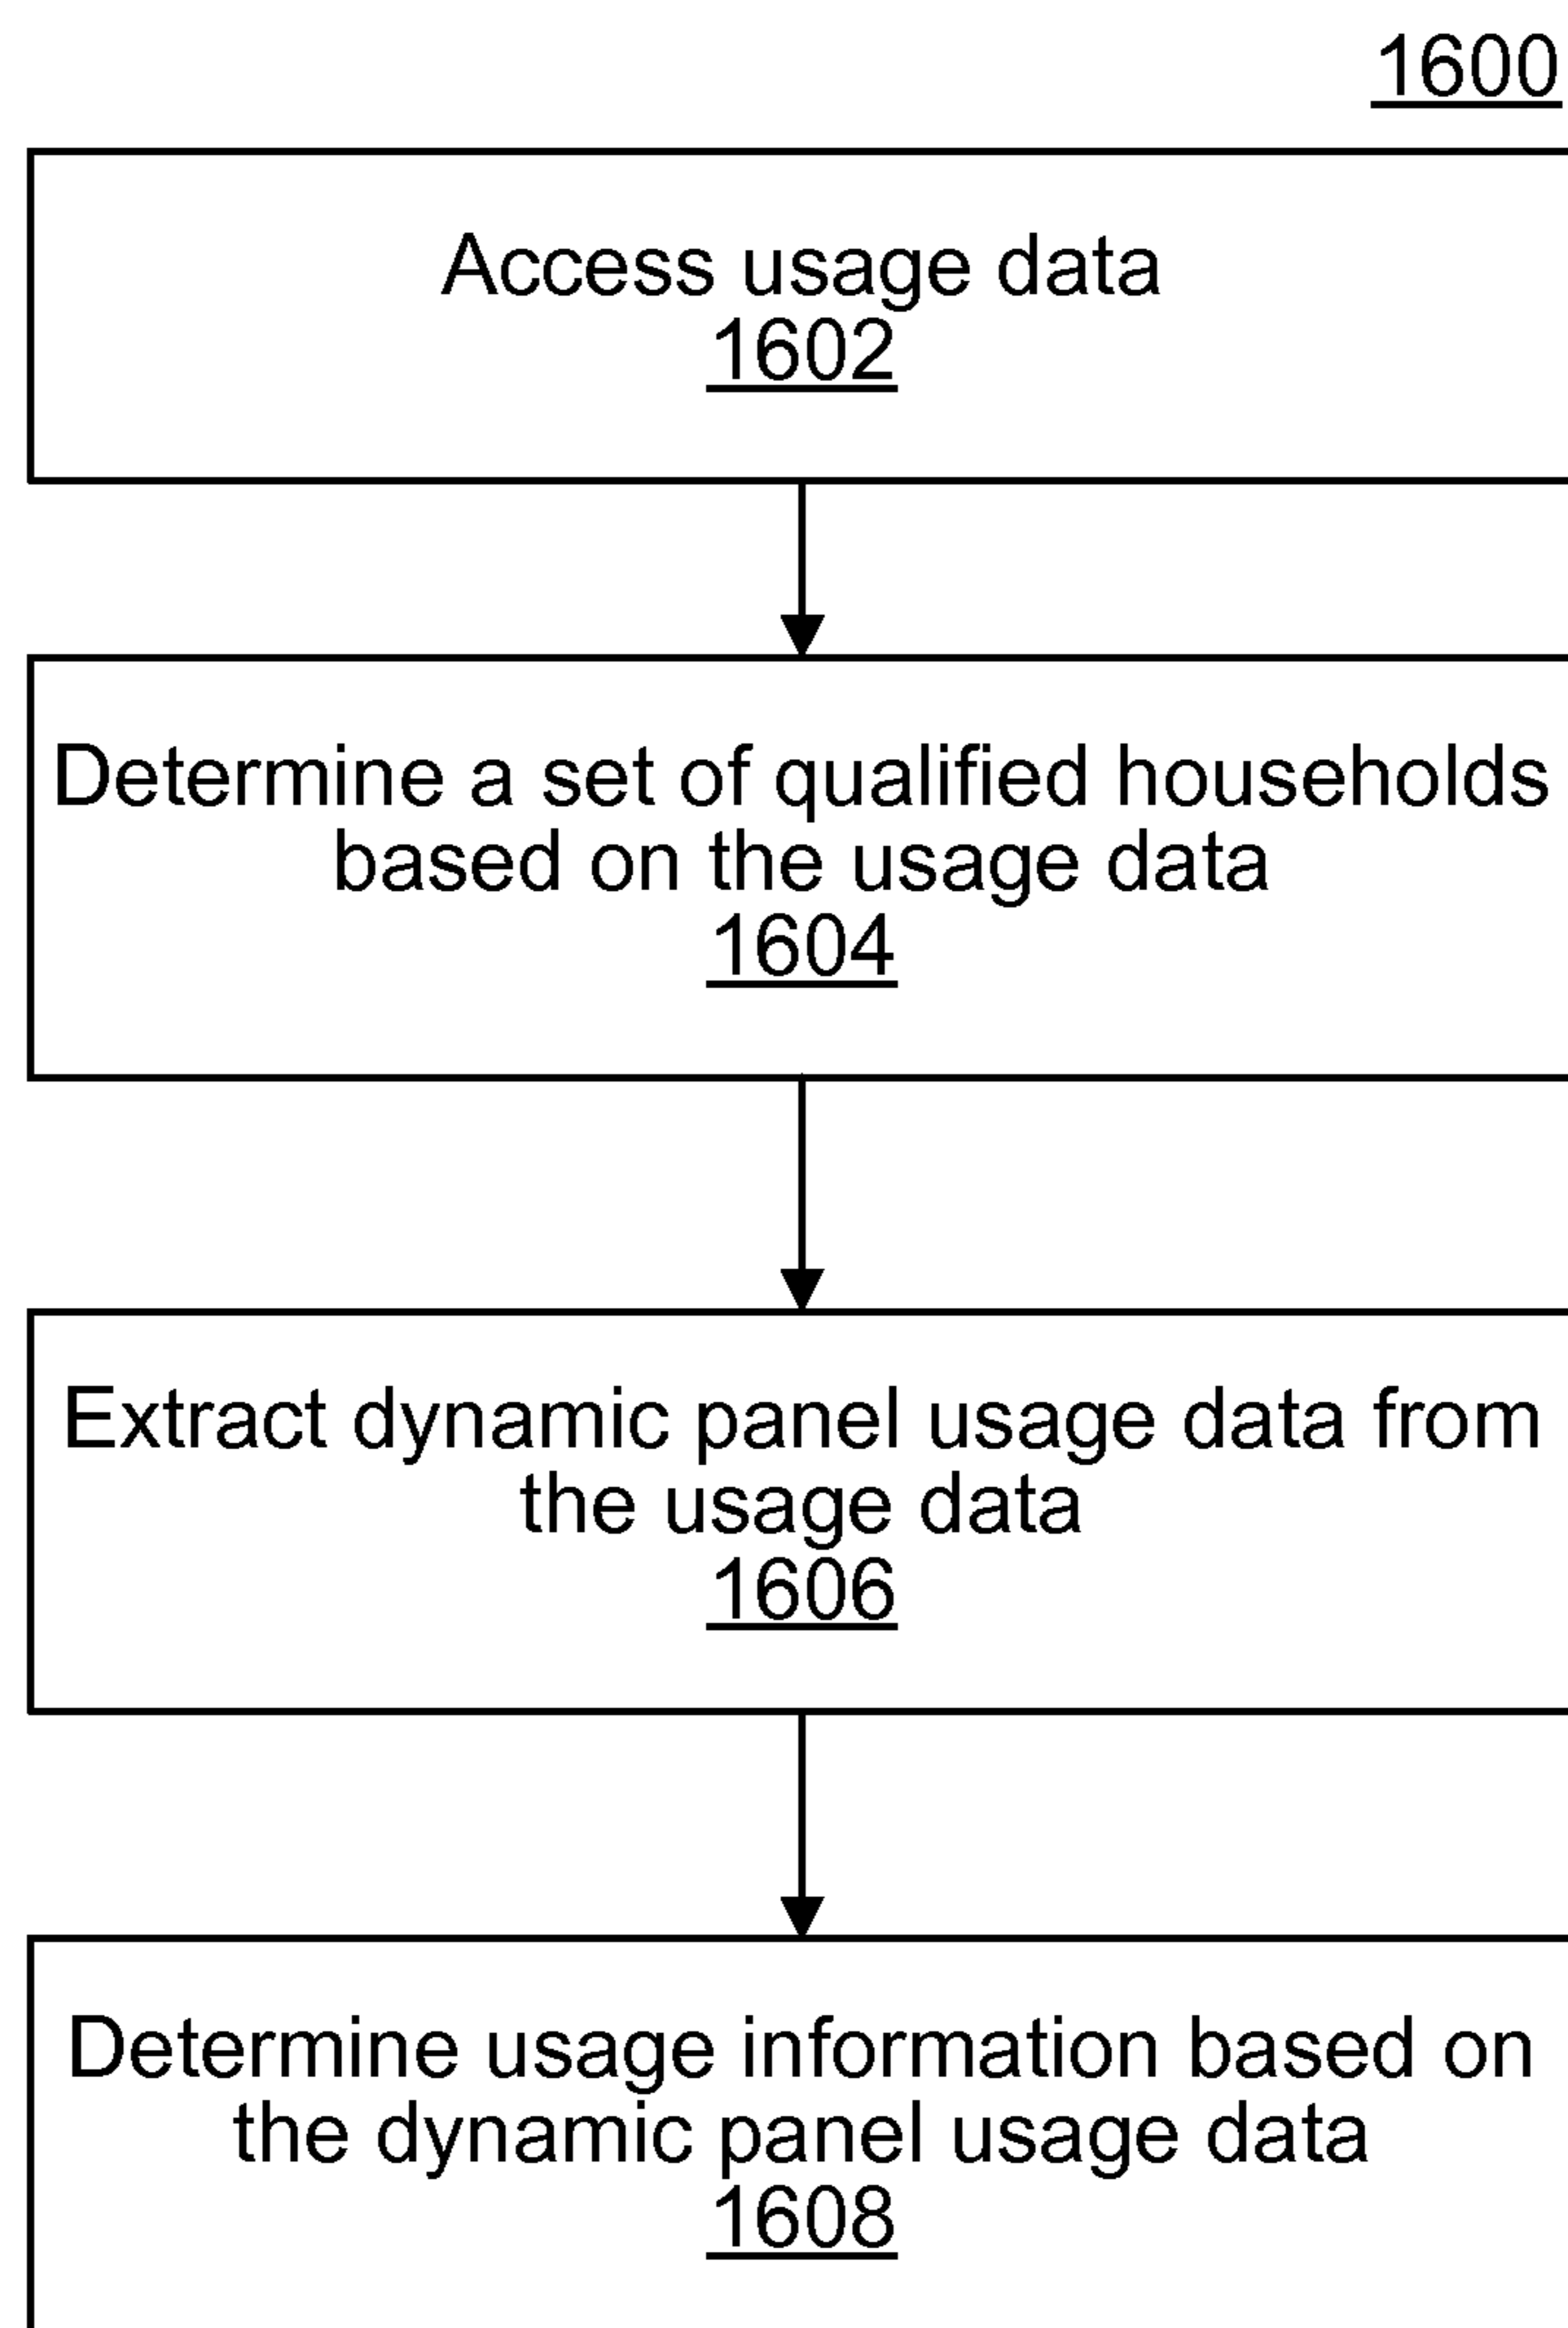 1600
Access usage data
1602
Determine a set of qualified households
based on the usage data
1604
Extract dynamic panel usage data from
the usage data
1606
Determine usage information based on
the dynamic panel usage data
1608